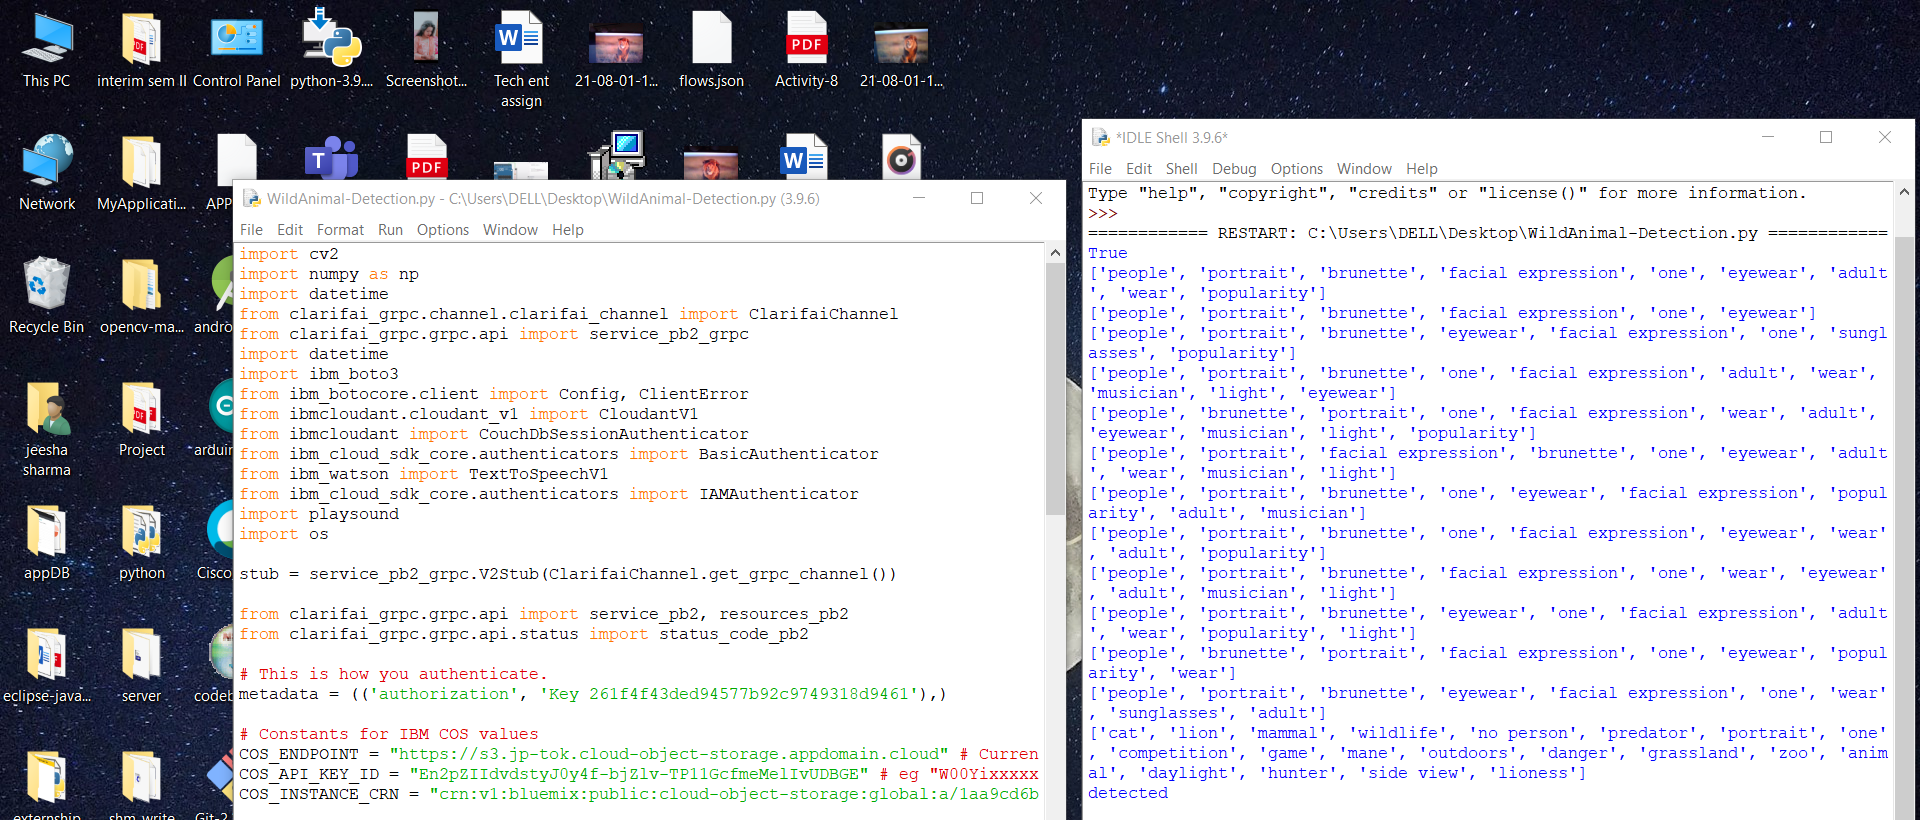 This PC
interim sem II
Control Panel
python-3.9....
Screenshot...
W
Tech ent
assign
21-08-01-1...
flows.json
PDF
Activity-8
21-08-01-1...
Network
MyApplicati...
APP
T
PDF
W
Recycle Bin
opencv-ma...
andro
jeesha
sharma
Project
arduin
appDB
python
Cisco
eclipse-java...
server
codeb
externship
shm write
Git-2
WildAnimal-Detection.py - C:\Users\DELL\Desktop\WildAnimal-Detection.py (3.9.6)
File Edit Format Run Options Window Help
import cv2
import numpy as np
import datetime
from clarifai_grpc.channel.clarifai_channel import ClarifaiChannel
from clarifai_grpc.grpc.api import service_pb2_grpc
import datetime
import ibm_boto3
from ibm_botocore.client import Config, ClientError
from ibmcloudant.cloudant_v1 import CloudantV1
from ibmcloudant import CouchDbSessionAuthenticator
from ibm_cloud_sdk_core.authenticators import BasicAuthenticator
from ibm_watson import TextToSpeechV1
from ibm_cloud_sdk_core.authenticators import IAMAuthenticator
import playsound
import os
stub = service_pb2_grpc.V2Stub(ClarifaiChannel.get_grpc_channel())
from clarifai_grpc.grpc.api import service_pb2, resources_pb2
from clarifai_grpc.grpc.api.status import status_code_pb2
# This is how you authenticate.
metadata = (('authorization', 'Key 261f4f43ded94577b92c9749318d9461'),)
# Constants for IBM COS values
COS_ENDPOINT = "https://s3.jp-tok.cloud-object-storage.appdomain.cloud" # Curren
COS_API_KEY_ID = "En2pZIIdvdstyJ0y4f-bjZlv-TP11GcfmeMelIvUDBGE" # eg "W00Yixxxxx
COS_INSTANCE_CRN = "crn:v1:bluemix:public:cloud-object-storage:global:a/1aa9cd6b
*IDLE Shell 3.9.6*
File Edit Shell Debug Options Window Help
Type "help", "copyright", "credits" or "license()" for more information.
>>>
============ RESTART: C:\Users\DELL\Desktop\WildAnimal-Detection.py ============
True
['people', 'portrait', 'brunette', 'facial expression', 'one', 'eyewear', 'adult
', 'wear', 'popularity']
['people', 'portrait', 'brunette', 'facial expression', 'one', 'eyewear']
['people', 'portrait', 'brunette', 'eyewear', 'facial expression', 'one', 'sungl
asses', 'popularity']
['people', 'portrait', 'brunette', 'one', 'facial expression', 'adult', 'wear',
'musician', 'light', 'eyewear']
['people', 'brunette', 'portrait', 'one', 'facial expression', 'wear', 'adult',
'eyewear', 'musician', 'light', 'popularity']
['people', 'portrait', 'facial expression', 'brunette', 'one', 'eyewear', 'adult
', 'wear', 'musician', 'light']
['people', 'portrait', 'brunette', 'one', 'eyewear', 'facial expression', 'popul
arity', 'adult', 'musician']
['people', 'portrait', 'brunette', 'one', 'facial expression', 'eyewear', 'wear'
, 'adult', 'popularity']
['people', 'portrait', 'brunette', 'facial expression', 'one', 'wear', 'eyewear'
, 'adult', 'musician', 'light']
['people', 'portrait', 'brunette', 'eyewear', 'one', 'facial expression', 'adult
', 'wear', 'popularity', 'light']
['people', 'brunette', 'portrait', 'facial expression', 'one', 'eyewear', 'popul
arity', 'wear']
['people', 'portrait', 'brunette', 'eyewear', 'facial expression', 'one', 'wear'
, 'sunglasses', 'adult']
['cat', 'lion', 'mammal', 'wildlife', 'no person', 'predator', 'portrait', 'one'
, 'competition', 'game', 'mane', 'outdoors', 'danger', 'grassland', 'zoo', 'anim
al', 'daylight', 'hunter', 'side view', 'lioness']
detected